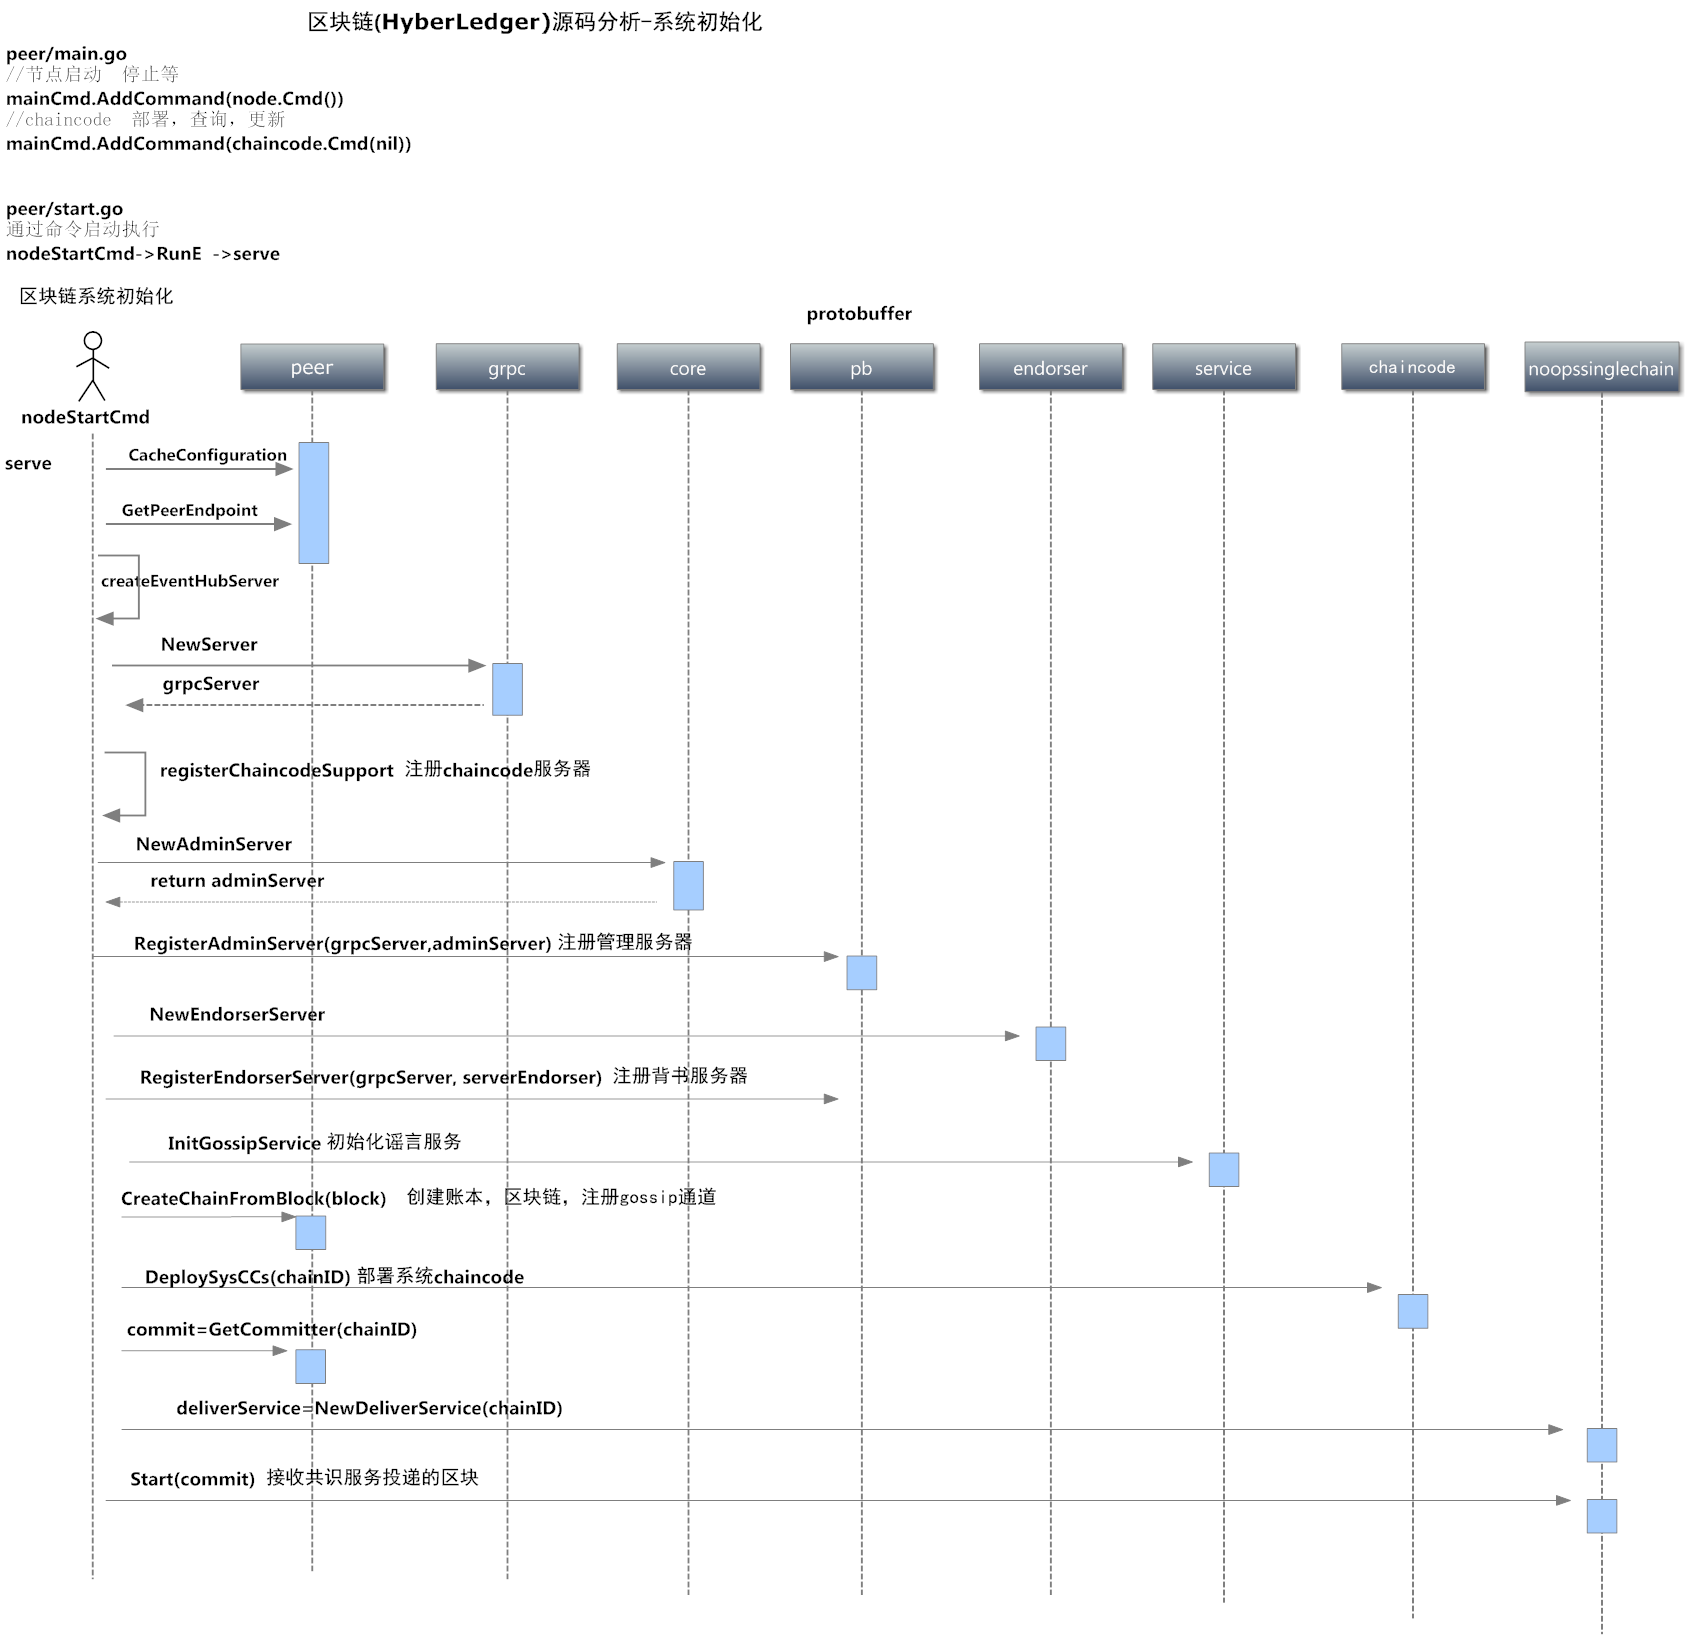 区块链(HyberLedger)源码分析-系统初始化
peer/main.go
//节点启动 停止等
mainCmd.AddCommand(node.Cmd())
//chaincode 部署，查询，更新
mainCmd.AddCommand(chaincode.Cmd(nil))
peer/start.go
通过命令启动执行
nodeStartCmd->RunE ->serve
区块链系统初始化
protobuffer
peer
grpc
core
pb
endorser
service
chaincode
noopssinglechain
nodeStartCmd
serve
CacheConfiguration
GetPeerEndpoint
createEventHubServer
NewServer
grpcServer
registerChaincodeSupport 注册chaincode服务器
NewAdminServer
return adminServer
RegisterAdminServer(grpcServer,adminServer) 注册管理服务器
NewEndorserServer
RegisterEndorserServer(grpcServer, serverEndorser) 注册背书服务器
InitGossipService 初始化谣言服务
CreateChainFromBlock(block) 创建账本，区块链，注册gossip通道
DeploySysCCs(chainID) 部署系统chaincode
commit=GetCommitter(chainID)
deliverService=NewDeliverService(chainID)
Start(commit) 接收共识服务投递的区块